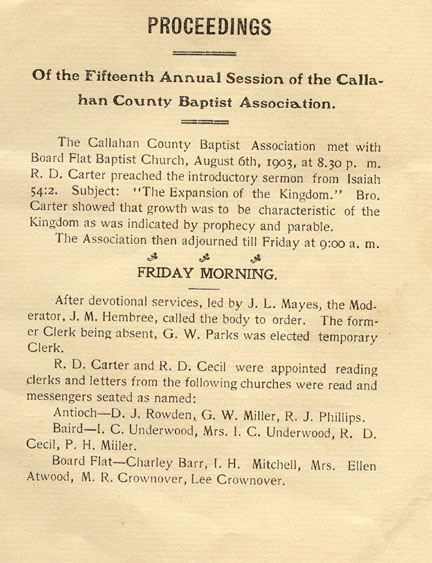 PROCEEDINGS
Of the Fifteenth Annual Session of the Calla-
han County Baptist Association.
The Callahan County Baptist Association met with
Board Flat Baptist Church, August 6th, 1903, at 8.30 p. m.
R. D. Carter preached the introductory sermon from Isaiah
54:2. Subject: "The Expansion of the Kingdom." Bro.
Carter showed that growth was to be characteristic of the
Kingdom as was indicated by prophecy and parable.
The Association then adjourned till Friday at 9:00 a. m.
FRIDAY MORNING.
After devotional services, led by J. L. Mayes, the Mod-
erator, J. M. Hembree, called the body to order. The form-
er Clerk being absent, G. W. Parks was elected temporary
Clerk.
R. D. Carter and R. D. Cecil were appointed reading
clerks and letters from the following churches were read and
messengers seated as named:
Antioch—D. J. Rowden, G. W. Miller, R. J. Phillips.
Baird—I. C. Underwood, Mrs. I. C. Underwood, R. D.
Cecil, P. H. Miiler.
Board Flat—Charley Barr, I. H. Mitchell, Mrs. Ellen
Atwood, M. R. Crownover, Lee Crownover.